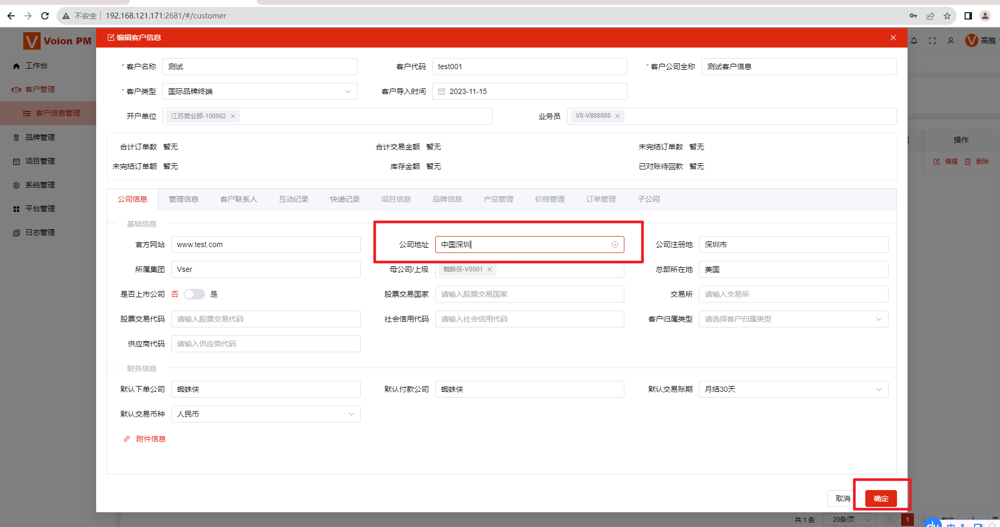 不安全 192.168.121.171:2681/#/customer
Voion PM
编辑客户信息
高鹏
工作台
客户管理
客户信息管理
品牌管理
项目管理
系统管理
平台管理
日志管理
* 客户名称 测试 客户代码 test001 * 客户公司全称 测试客户信息
* 客户类型 国际品牌终端 客户导入时间 2023-11-15
开户单位 江苏营业部-100902 业务员 V8-V888888
合计订单数 暂无 合计交易金额 暂无 未完结订单数 暂无
未完结订单额 暂无 库存金额 暂无 已对账待回款 暂无
操作
编辑 删除
公司信息 管理信息 客户联系人 互动记录 快递记录 项目信息 品牌信息 产品管理 价格管理 订单管理 子公司
基础信息
官方网站 www.test.com 公司地址 中国深圳 公司注册地 深圳市
所属集团 Vser 母公司/上级 蜘蛛侠-V0001 总部所在地 美国
是否上市公司 否 是 股票交易国家 请输入股票交易国家 交易所 请输入交易所
股票交易代码 请输入股票交易代码 社会信用代码 请输入社会信用代码 客户归属类型 请选择客户归属类型
供应商代码 请输入供应商代码
财务信息
默认下单公司 蜘蛛侠 默认付款公司 蜘蛛侠 默认交易账期 月结30天
默认交易币种 人民币
附件信息
取消 确定
共 1 条 20条/页 1 前往 1 页